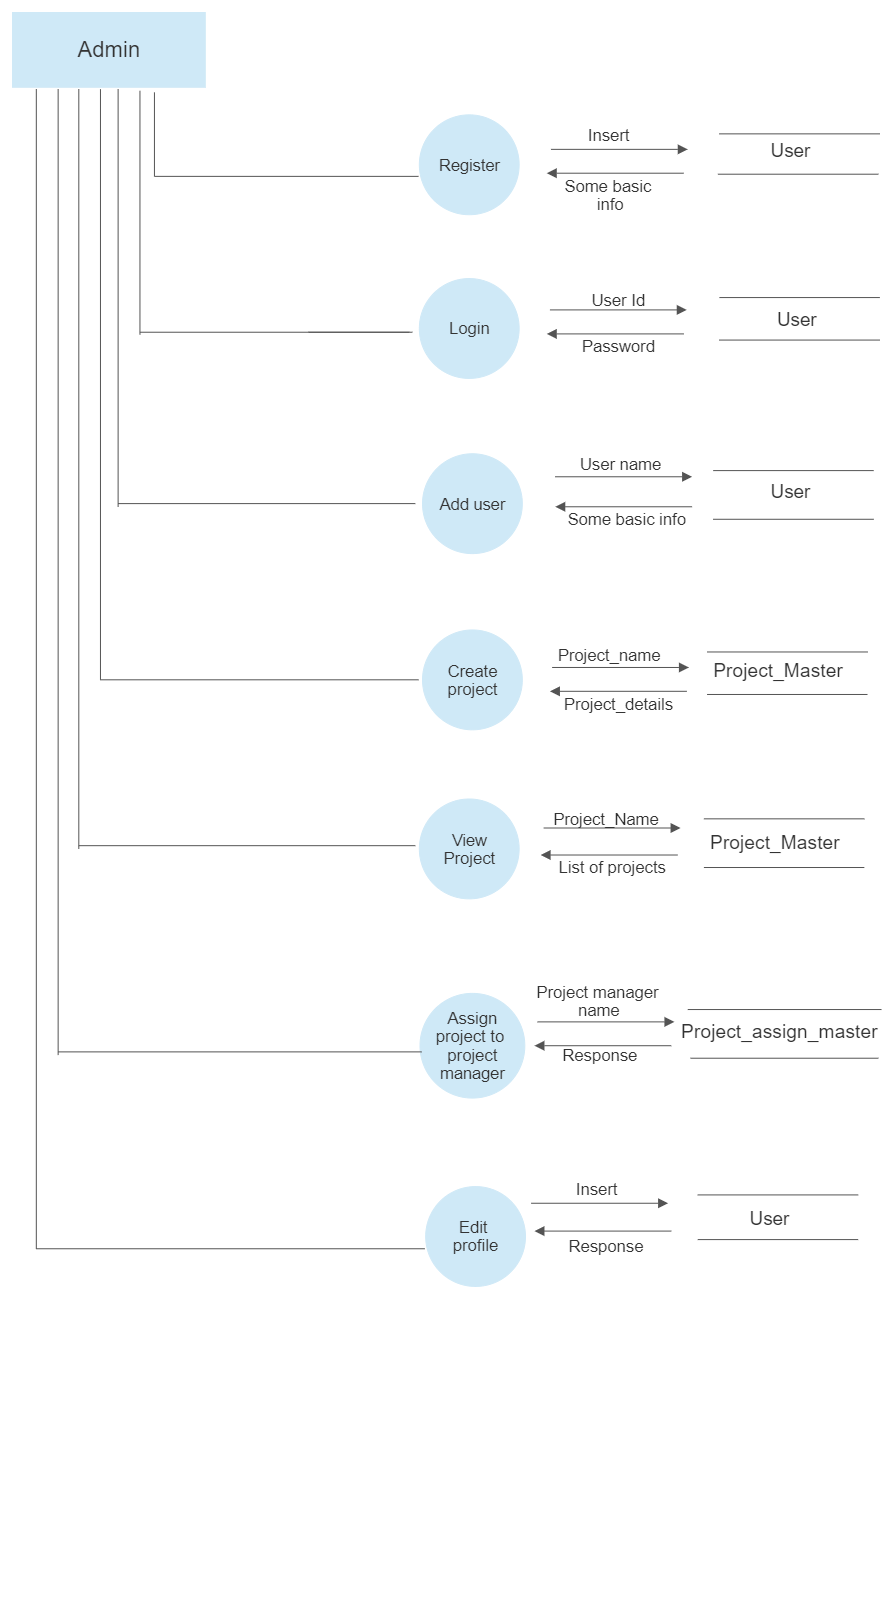 Admin
Register
Insert
Some basic
info
User
Login
User Id
Password
User
Add user
User name
Some basic info
User
Create
project
Project_name
Project_details
Project_Master
View
Project
Project_Name
List of projects
Project_Master
Assign
project to
project
manager
Project manager
name
Response
Project_assign_master
Edit
profile
Insert
Response
User